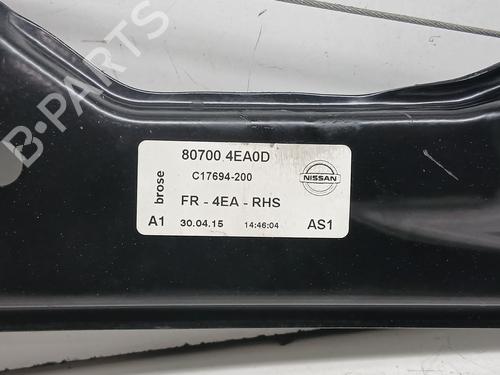 B-PARTS
80700 4EA0D
brose
C17694-200
NISSAN
FR - 4EA - RHS
A1 30.04.15 14:46:04 AS1